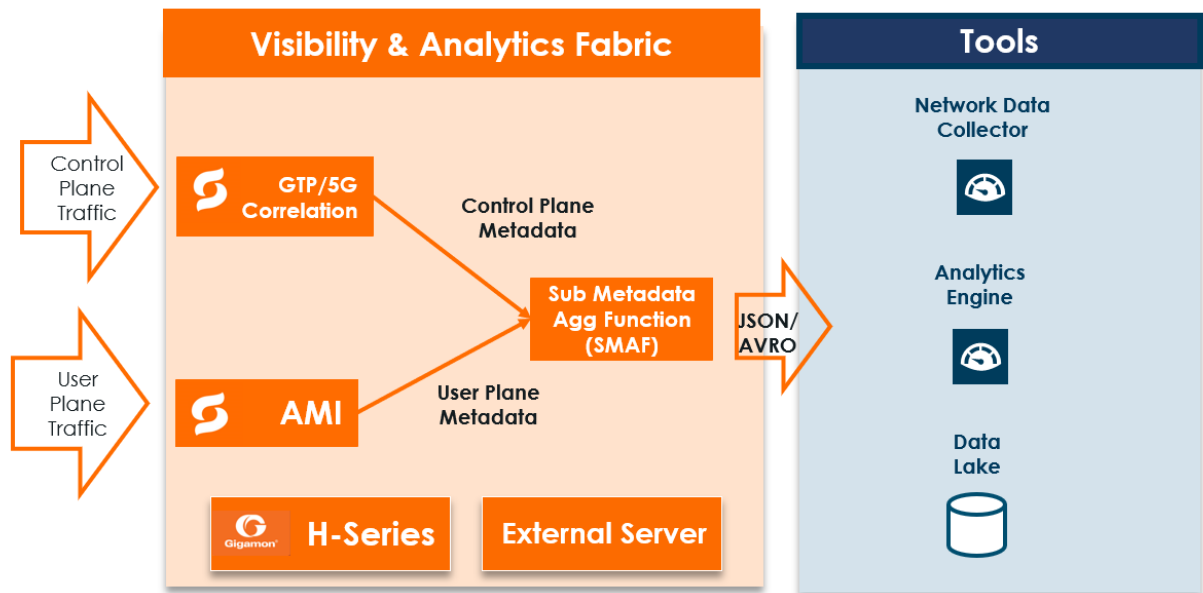 Visibility & Analytics Fabric
Tools
Control
Plane
Traffic
GTP/5G
Correlation
Control Plane
Metadata
User
Plane
Traffic
AMI
User Plane
Metadata
Sub Metadata
Agg Function
(SMAF)
JSON/
AVRO
Network Data
Collector
Analytics
Engine
Data
Lake
Gigamon®
H-Series
External Server